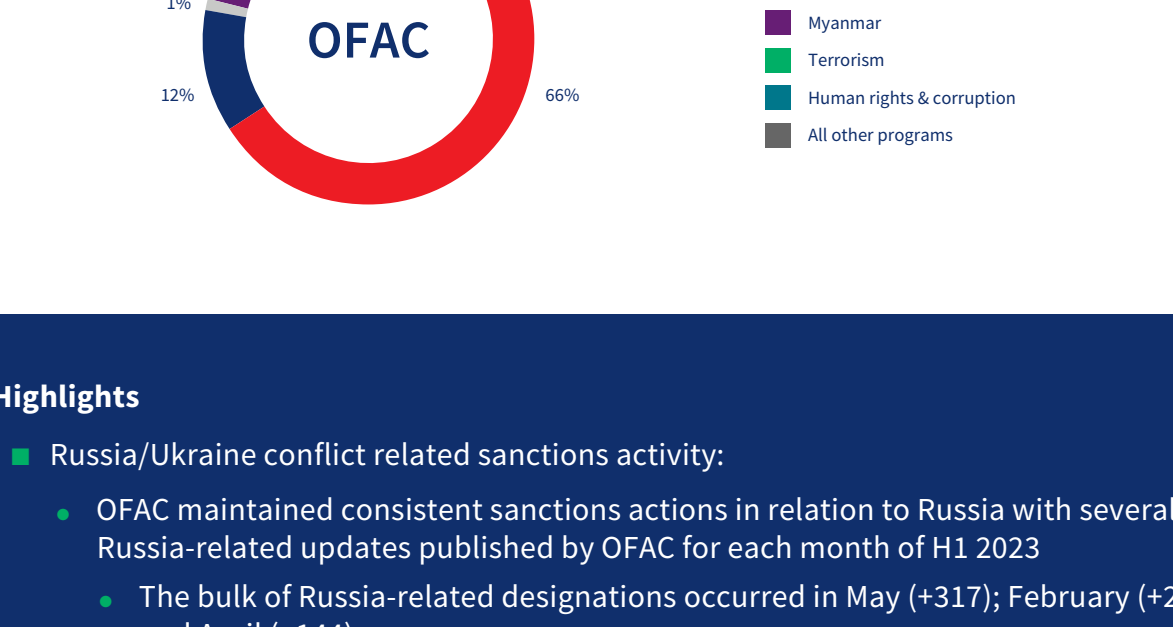 1%
OFAC
12%
66%
Myanmar
Terrorism
Human rights & corruption
All other programs
Highlights
Russia/Ukraine conflict related sanctions activity:
OFAC maintained consistent sanctions actions in relation to Russia with several
Russia-related updates published by OFAC for each month of H1 2023
The bulk of Russia-related designations occurred in May (+317); February (+2